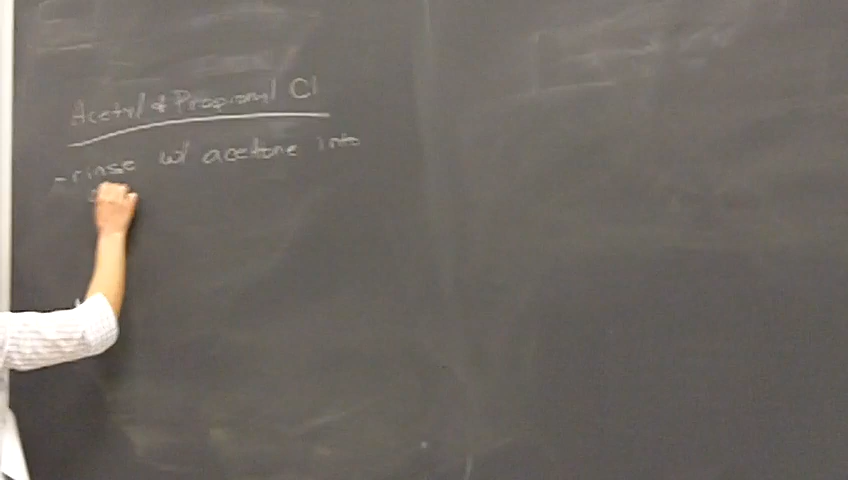 Acetyl & Propionyl Cl
- rinse w/ acetone into